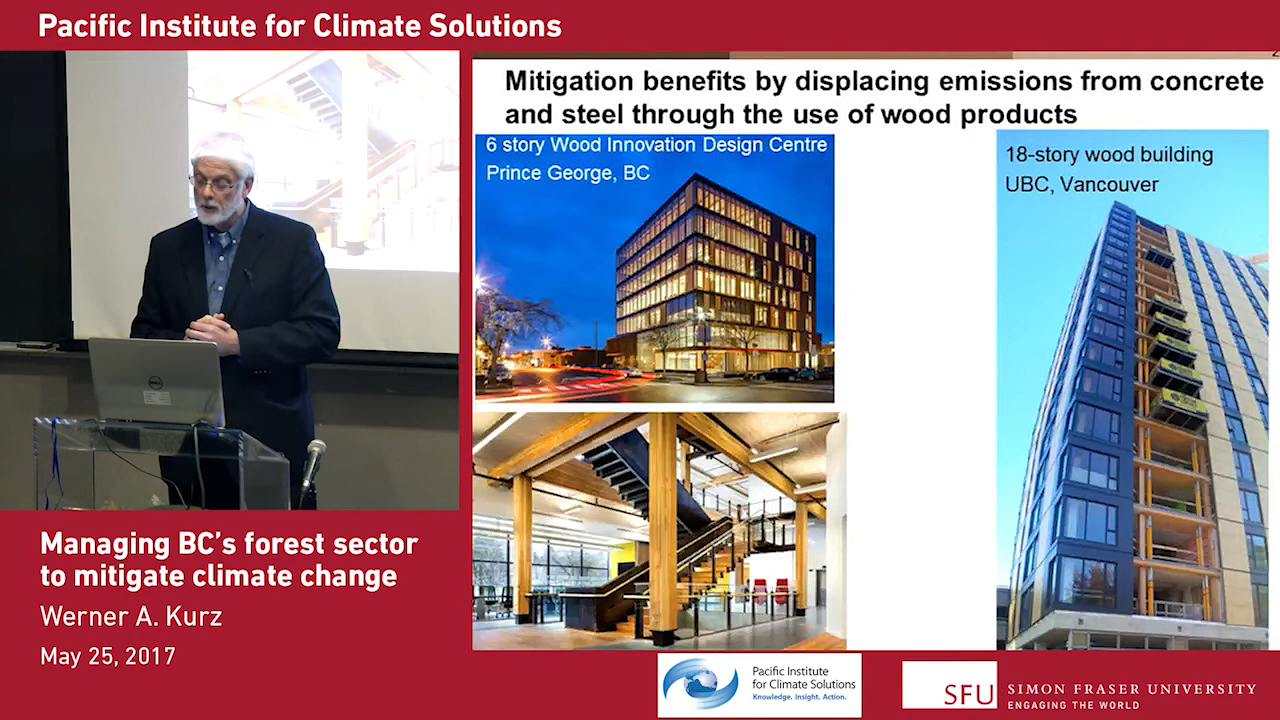 Pacific Institute for Climate Solutions
Mitigation benefits by displacing emissions from concrete
and steel through the use of wood products
6 story Wood Innovation Design Centre
Prince George, BC
18-story wood building
UBC, Vancouver
DELL
Managing BC's forest sector
to mitigate climate change
Werner A. Kurz
May 25, 2017
Pacific Institute
for Climate Solutions
Knowledge. Insight. Action.
SFU
SIMON FRASER UNIVERSITY
ENGAGING THE WORLD